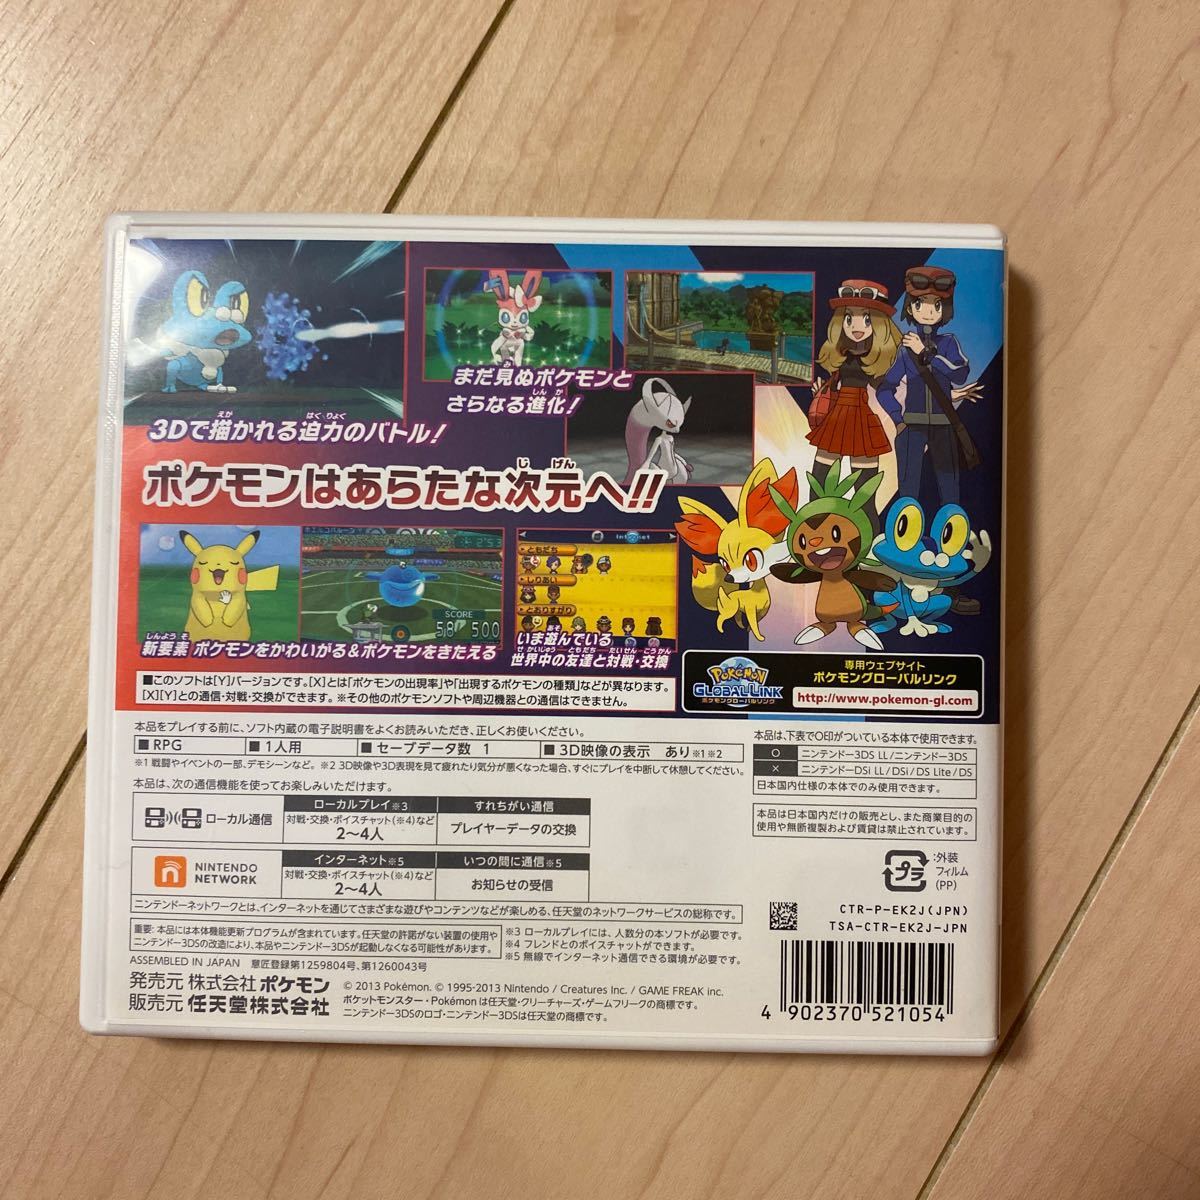 まだ見ぬポケモンと
さらなる進化！
3Dで描かれる迫力のバトル！
ポケモンはあらたな次元へ!!
Internet
ともだち
しりあい
とおりすがり
SCORE
58 500
新要素 ポケモンをかわいがる＆ポケモンをきたえる
いま遊んでいる
世界中の友達と対戦・交換
Pokémon
GLOBAL LINK
ポケモングローバルリンク
専用ウェブサイト
ポケモングローバルリンク
http://www.pokemon-gl.com
■このソフトは[Y]バージョンです。[X]とは「ポケモンの出現率」や「出現するポケモンの種類」などが異なります。
[X][Y]との通信・対戦・交換ができます。※その他のポケモンソフトや周辺機器との通信はできません。
本品をプレイする前に、ソフト内蔵の電子説明書をよくお読みいただき、正しくお使いください。
■RPG ■1人用 ■セーブデータ数 1 ■3D映像の表示 あり※1※2
※1 戦闘やイベントの一部、デモシーンなど。 ※2 3D映像や3D表現を見て疲れたり気分が悪くなった場合、すぐにプレイを中断して休憩してください。
本品は、次の通信機能を使ってお楽しみいただけます。
ローカル通信
ローカルプレイ※3
対戦・交換・ボイスチャット(※4)など
2〜4人
すれちがい通信
プレイヤーデータの交換
NINTENDO
NETWORK
インターネット※5
対戦・交換・ボイスチャット(※4)など
2〜4人
いつの間に通信※5
お知らせの受信
ニンテンドーネットワークとは、インターネットを通じてさまざまな遊びやコンテンツなどが楽しめる、任天堂のネットワークサービスの総称です。
重要: 本品には本体機能更新プログラムが含まれています。任天堂の許諾がない装置の使用や
ニンテンドー3DSの改造により、本品やニンテンドー3DSが起動しなくなる可能性があります。
※3 ローカルプレイには、人数分の本ソフトが必要です。
※4 フレンドとのボイスチャットができます。
※5 無線でインターネット通信できる環境が必要です。
ASSEMBLED IN JAPAN 意匠登録第1259804号、第1260043号
発売元 株式会社ポケモン
販売元 任天堂株式会社
© 2013 Pokémon. © 1995-2013 Nintendo / Creatures Inc. / GAME FREAK inc.
ポケットモンスター・Pokémonは任天堂・クリーチャーズ・ゲームフリークの商標です。
ニンテンドー3DSのロゴ・ニンテンドー3DSは任天堂の商標です。
本品は、下表で○印がついている本体で使用できます。
○ ニンテンドー3DS LL/ニンテンドー3DS
× ニンテンドーDSi LL/DSi/DS Lite/DS
日本国内仕様の本体でのみ使用できます。
本品は日本国内だけの販売とし、また商業目的の
使用や無断複製および賃貸は禁止されています。
プラ
:外装
フィルム
(PP)
CTR-P-EK2J(JPN)
TSA-CTR-EK2J-JPN
4 902370 521054